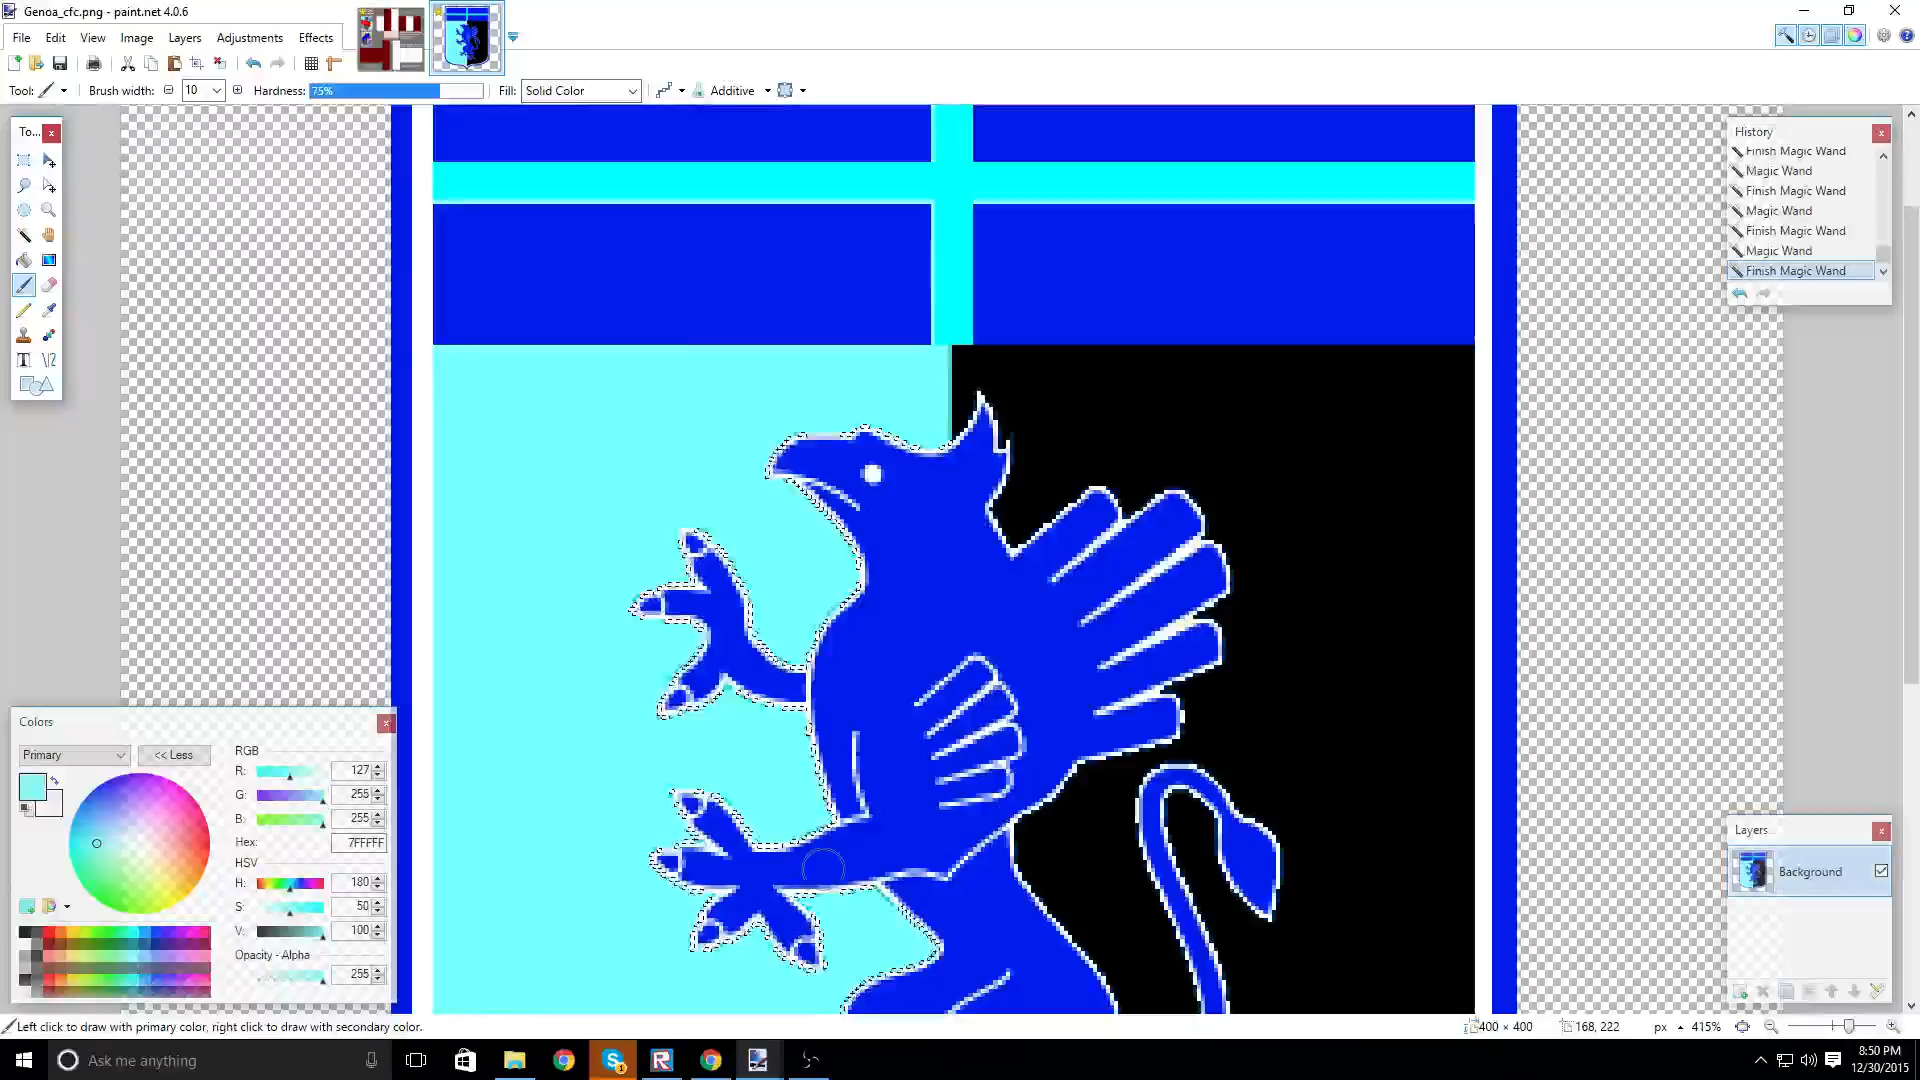 Genoa_cfc.png - paint.net 4.0.6
File Edit View Image Layers Adjustments Effects
Tool: Brush width: 10 Hardness: 75% Fill: Solid Color Additive
To...
History
Finish Magic Wand
Magic Wand
Finish Magic Wand
Magic Wand
Finish Magic Wand
Magic Wand
Finish Magic Wand
Colors
Primary << Less
RGB
R: 127
G: 255
B: 255
Hex: 7FFFFF
HSV
H: 180
S: 50
V: 100
Opacity - Alpha
255
Layers
Background
Left click to draw with primary color, right click to draw with secondary color.
400 × 400 168, 222 px 415%
Ask me anything
8:50 PM
12/30/2015